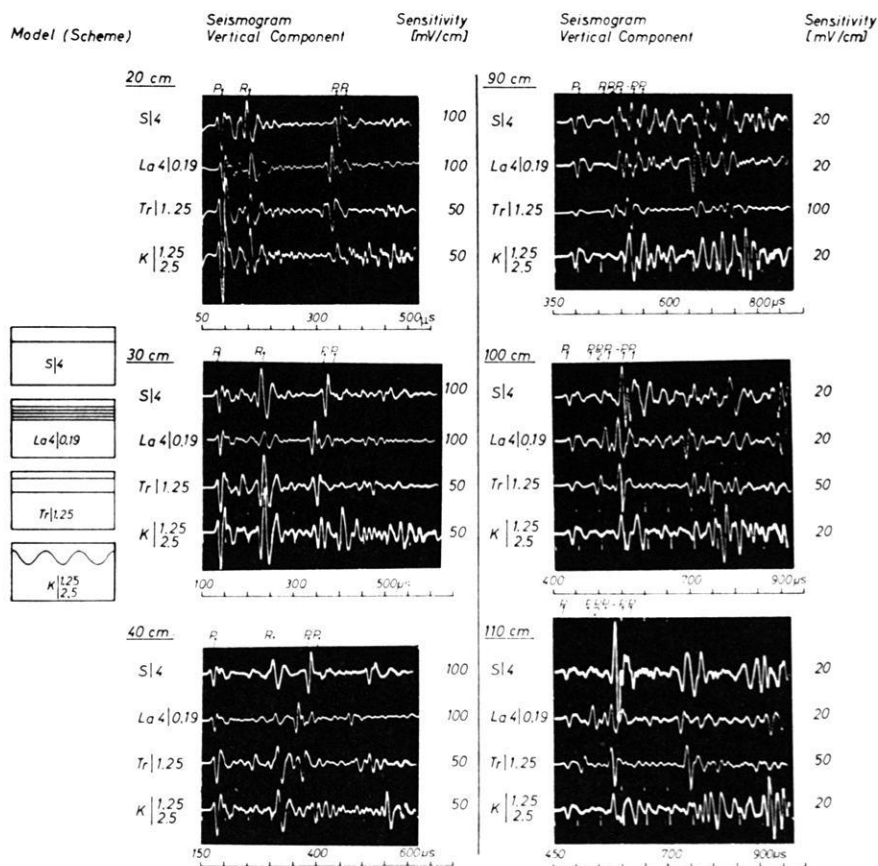 Model (Scheme)
Seismogram
Vertical Component
Sensitivity
[mV/cm]
Seismogram
Vertical Component
Sensitivity
[mV/cm]
S|4
La 4|0.19
Tr|1.25
K|1.25
2.5
20 cm
S|4 100
La 4|0.19 100
Tr|1.25 50
K|1.25 50
2.5
50 300 500 µs
30 cm
S|4 100
La 4|0.19 100
Tr|1.25 50
K|1.25 50
2.5
100 300 500 µs
40 cm
S|4 100
La 4|0.19 100
Tr|1.25 50
K|1.25 50
2.5
150 400 600 µs
90 cm
S|4 20
La 4|0.19 20
Tr|1.25 100
K|1.25 20
2.5
350 600 800 µs
100 cm
S|4 20
La 4|0.19 20
Tr|1.25 50
K|1.25 20
2.5
400 700 900 µs
110 cm
S|4 20
La 4|0.19 20
Tr|1.25 50
K|1.25 20
2.5
450 700 900 µs